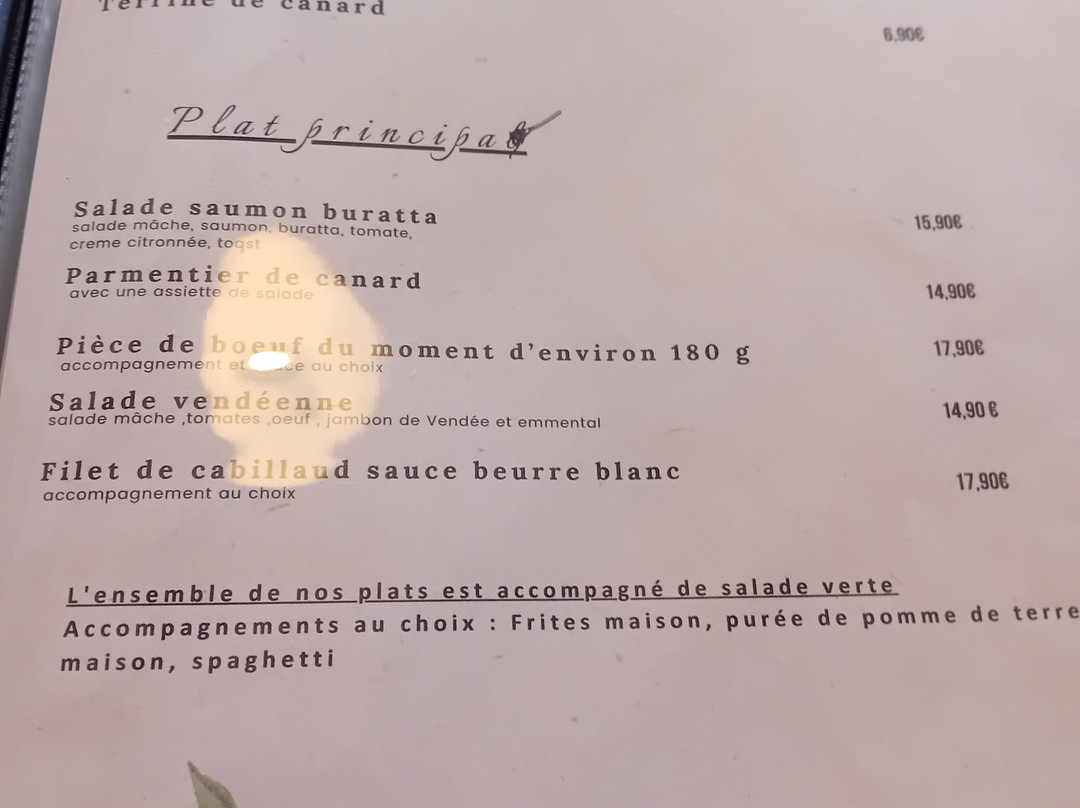 Terrine de canard
6,90€
Plat principal
Salade saumon buratta
15,90€
salade mâche, saumon, buratta, tomate,
creme citronnée, toast
Parmentier de canard
avec une assiette de salade
14,90€
Pièce de boeuf du moment d'environ 180 g
17,90€
accompagnement et au choix
Salade vendéenne
14,90 €
salade mâche ,tomates ,oeuf , jambon de Vendée et emmental
Filet de cabillaud sauce beurre blanc
17,90€
accompagnement au choix
L'ensemble de nos plats est accompagné de salade verte
Accompagnements au choix : Frites maison, purée de pomme de terre
maison, spaghetti